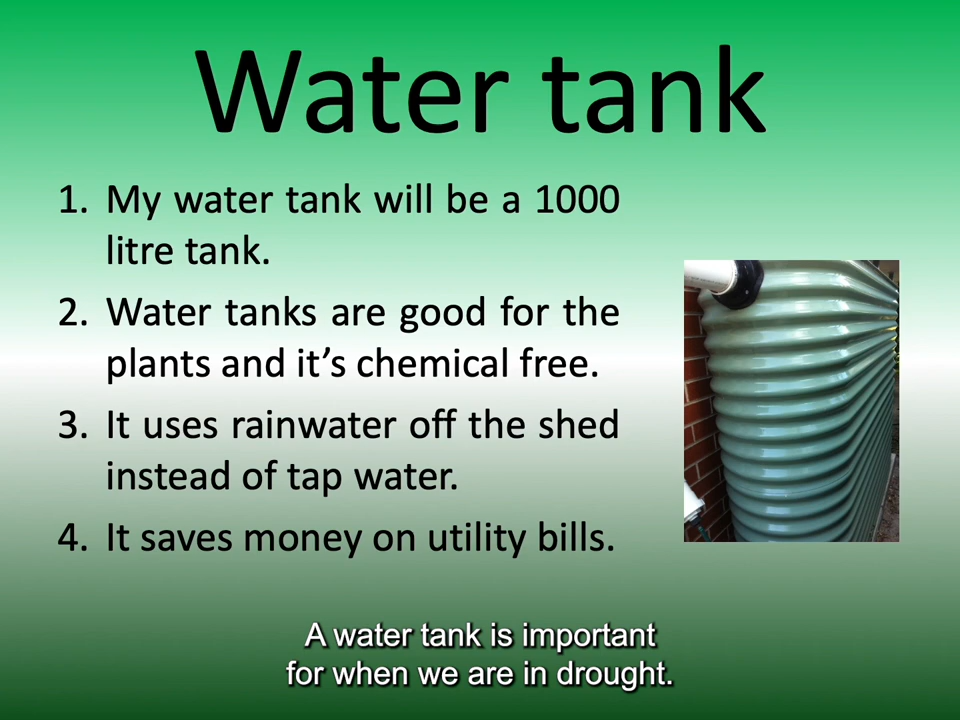 Water tank
1. My water tank will be a 1000
litre tank.
2. Water tanks are good for the
plants and it’s chemical free.
3. It uses rainwater off the shed
instead of tap water.
4. It saves money on utility bills.
A water tank is important
for when we are in drought.